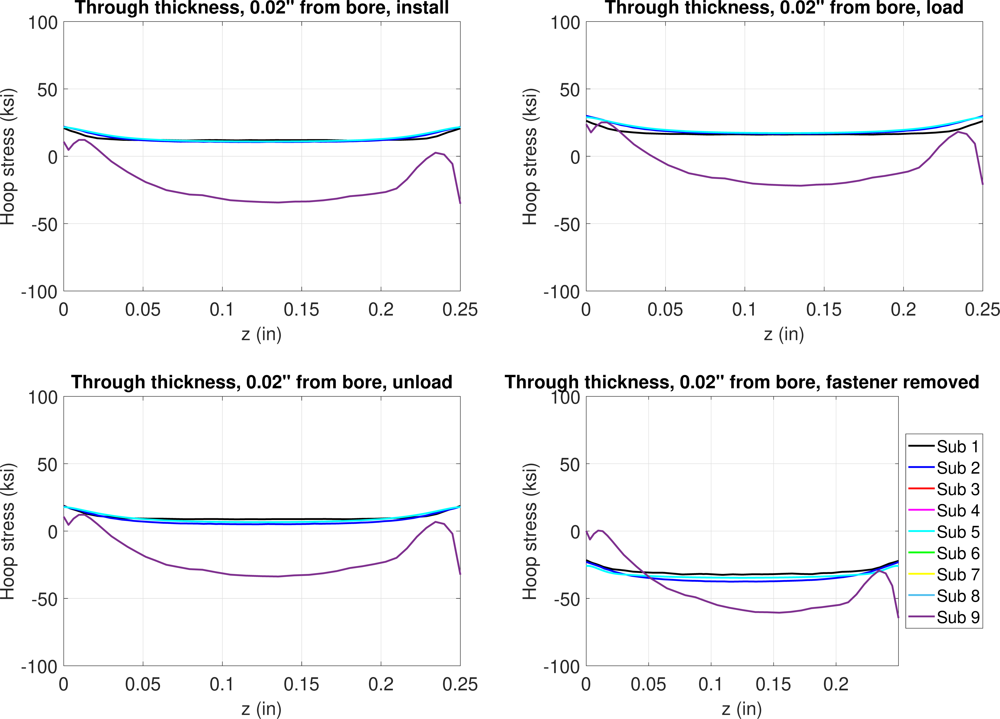 Through thickness, 0.02" from bore, install
100
50
0
-50
-100
Hoop stress (ksi)
0
0.05
0.1
0.15
0.2
0.25
z (in)
Through thickness, 0.02" from bore, load
100
50
0
-50
-100
Hoop stress (ksi)
0
0.05
0.1
0.15
0.2
0.25
z (in)
Through thickness, 0.02" from bore, unload
100
50
0
-50
-100
Hoop stress (ksi)
0
0.05
0.1
0.15
0.2
0.25
z (in)
Through thickness, 0.02" from bore, fastener removed
100
50
0
-50
-100
Hoop stress (ksi)
0
0.05
0.1
0.15
0.2
z (in)
Sub 1
Sub 2
Sub 3
Sub 4
Sub 5
Sub 6
Sub 7
Sub 8
Sub 9